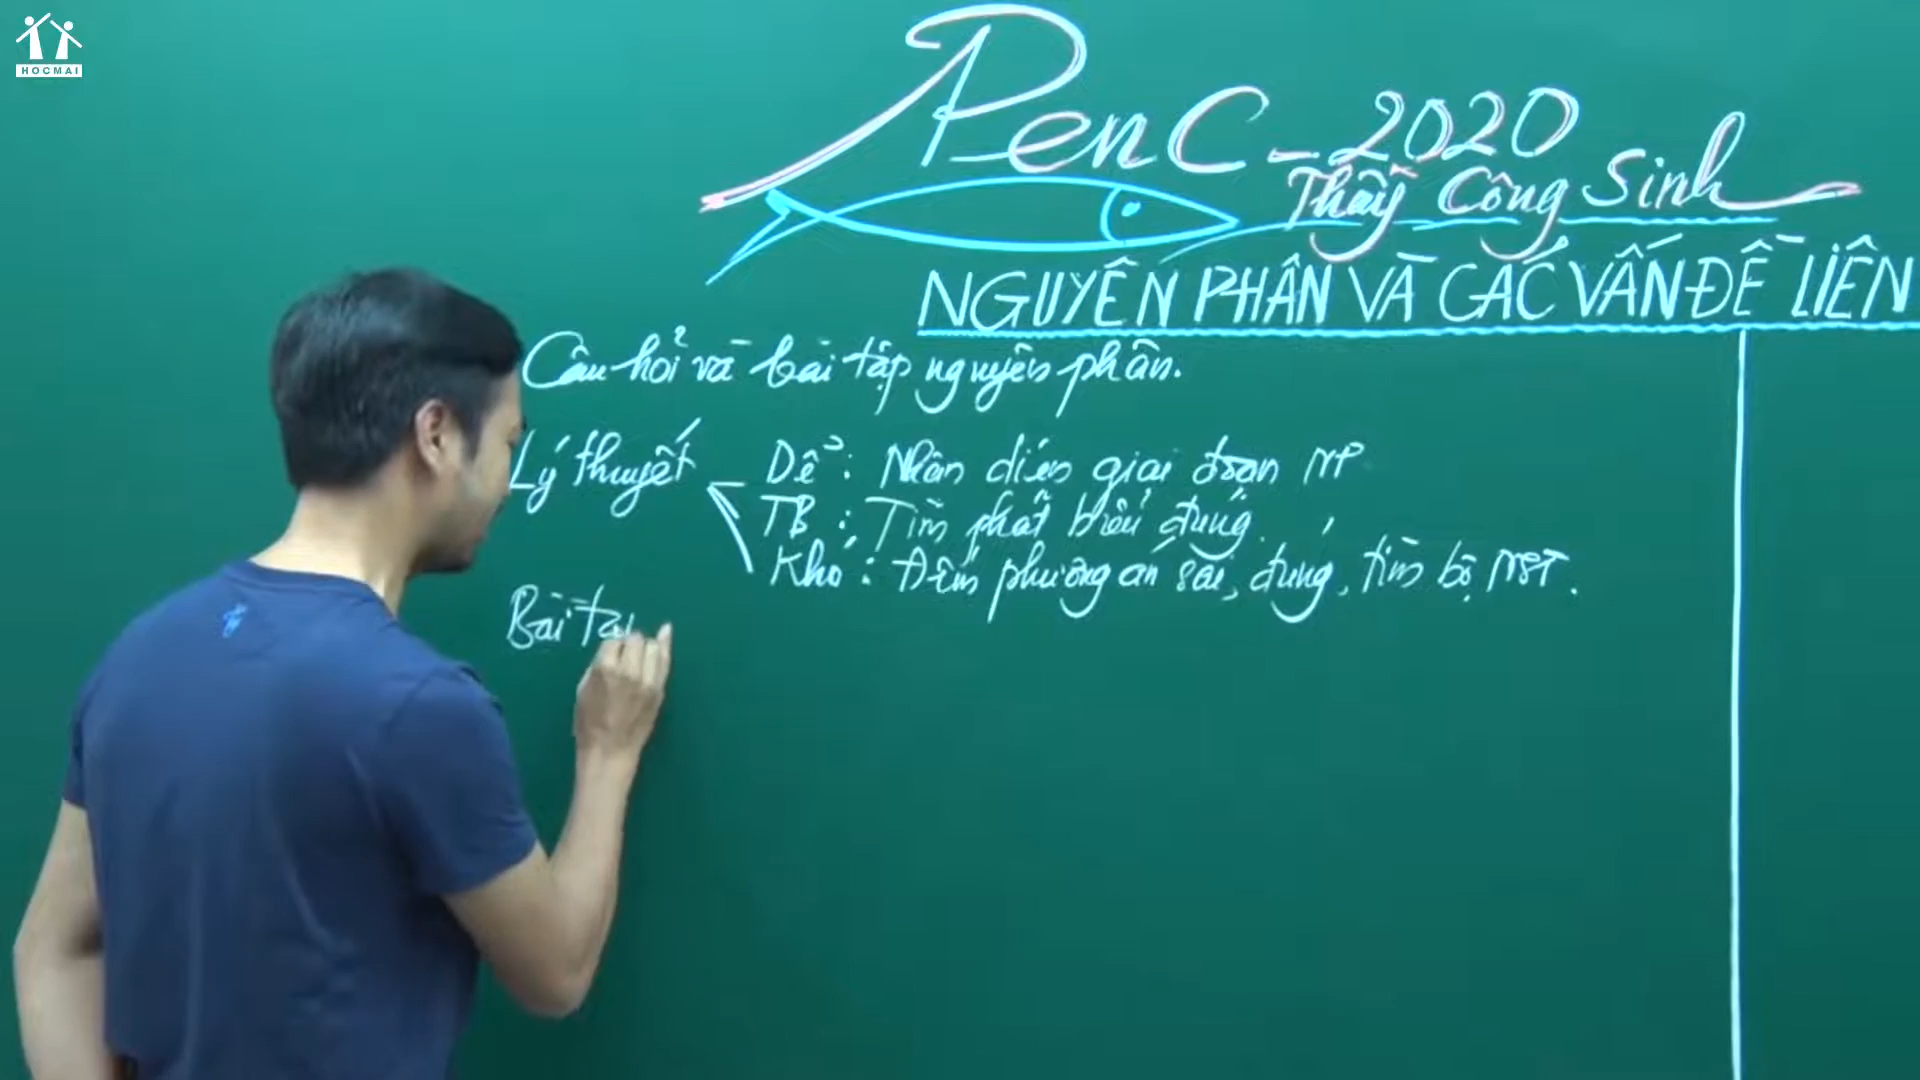 HOCMAI
Pen C - 2020
Thầy Công Sinh
NGUYÊN PHÂN VÀ CÁC VẤN ĐỀ LIÊN
Câu hỏi và bài tập nguyên phân.
Lý thuyết
Dễ: Nhận diện giai đoạn NP
TB: Tìm phát biểu đúng.
Khó: Đếm phương án sai, đúng, tìm bộ NST.
Bài tậ